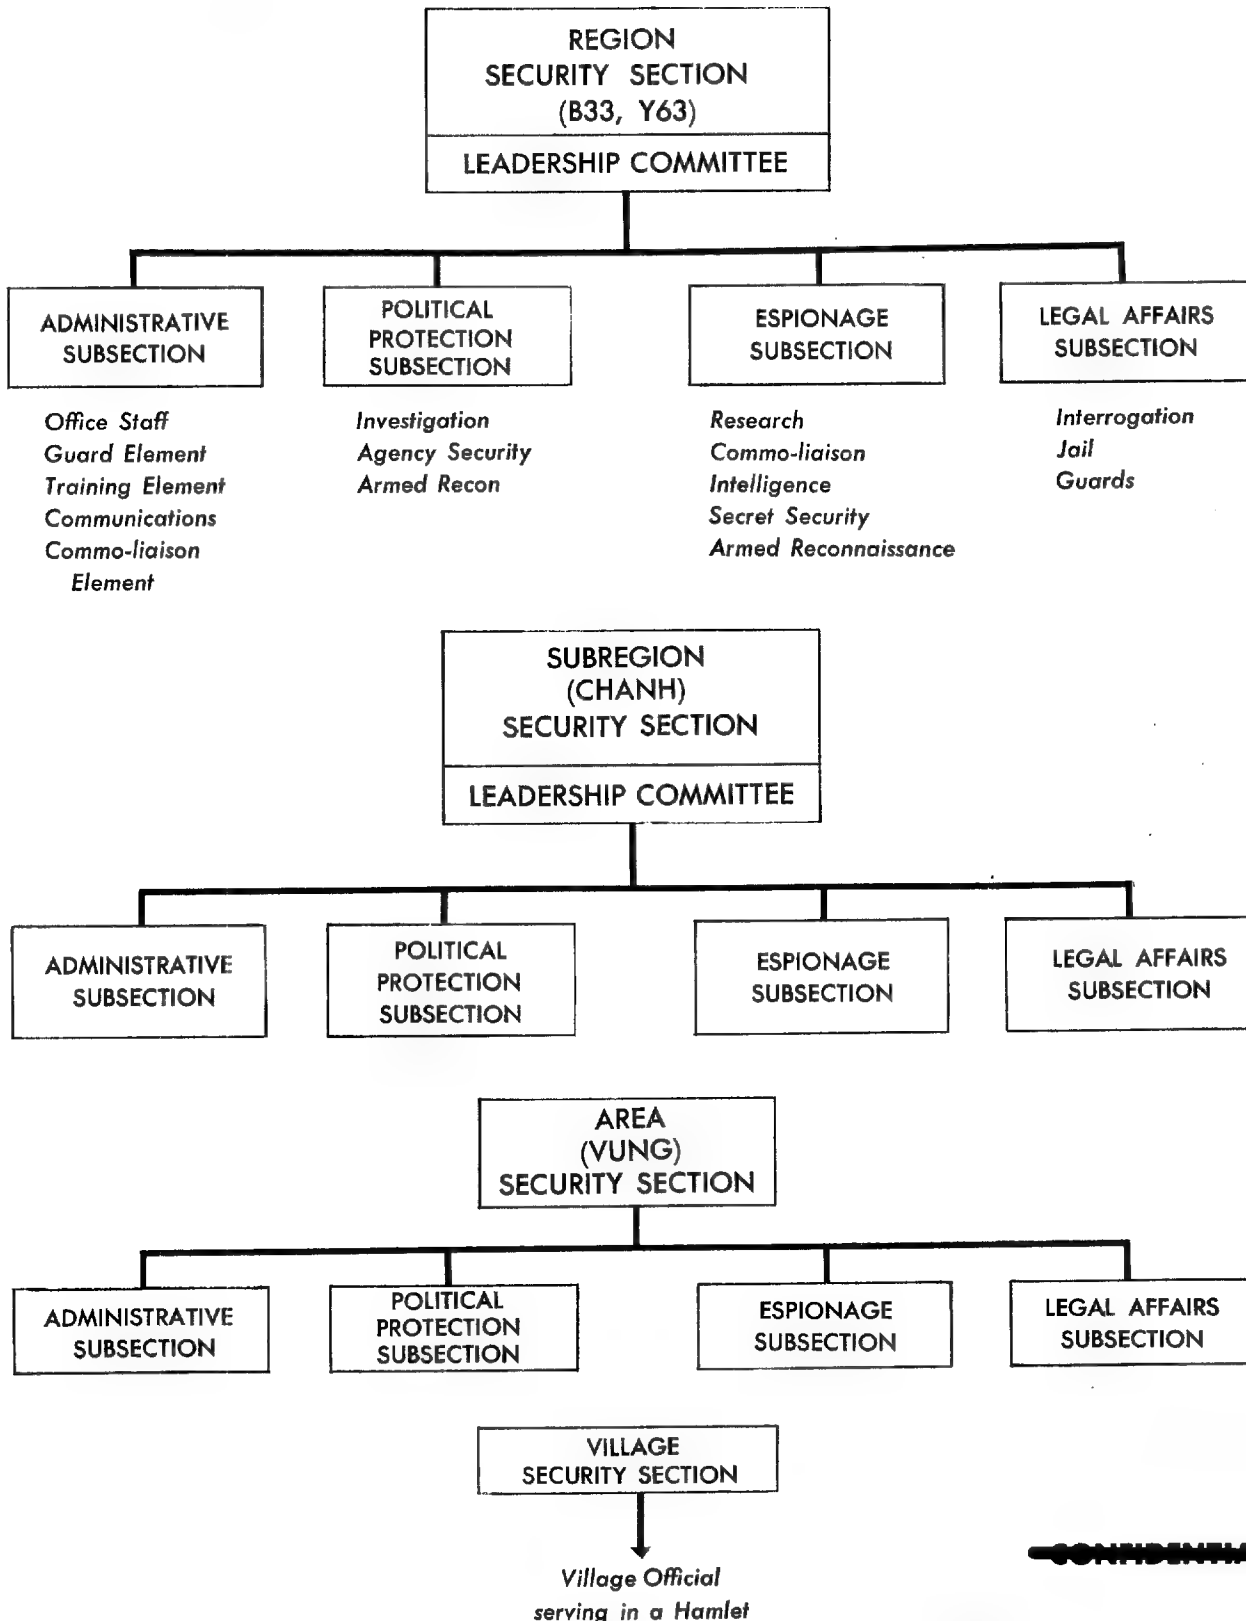 REGION
SECURITY SECTION
(B33, Y63)
LEADERSHIP COMMITTEE
ADMINISTRATIVE
SUBSECTION
Office Staff
Guard Element
Training Element
Communications
Commo-liaison
Element
POLITICAL
PROTECTION
SUBSECTION
Investigation
Agency Security
Armed Recon
ESPIONAGE
SUBSECTION
Research
Commo-liaison
Intelligence
Secret Security
Armed Reconnaissance
LEGAL AFFAIRS
SUBSECTION
Interrogation
Jail
Guards
SUBREGION
(CHANH)
SECURITY SECTION
LEADERSHIP COMMITTEE
ADMINISTRATIVE
SUBSECTION
POLITICAL
PROTECTION
SUBSECTION
ESPIONAGE
SUBSECTION
LEGAL AFFAIRS
SUBSECTION
AREA
(VUNG)
SECURITY SECTION
ADMINISTRATIVE
SUBSECTION
POLITICAL
PROTECTION
SUBSECTION
ESPIONAGE
SUBSECTION
LEGAL AFFAIRS
SUBSECTION
VILLAGE
SECURITY SECTION
Village Official
serving in a Hamlet